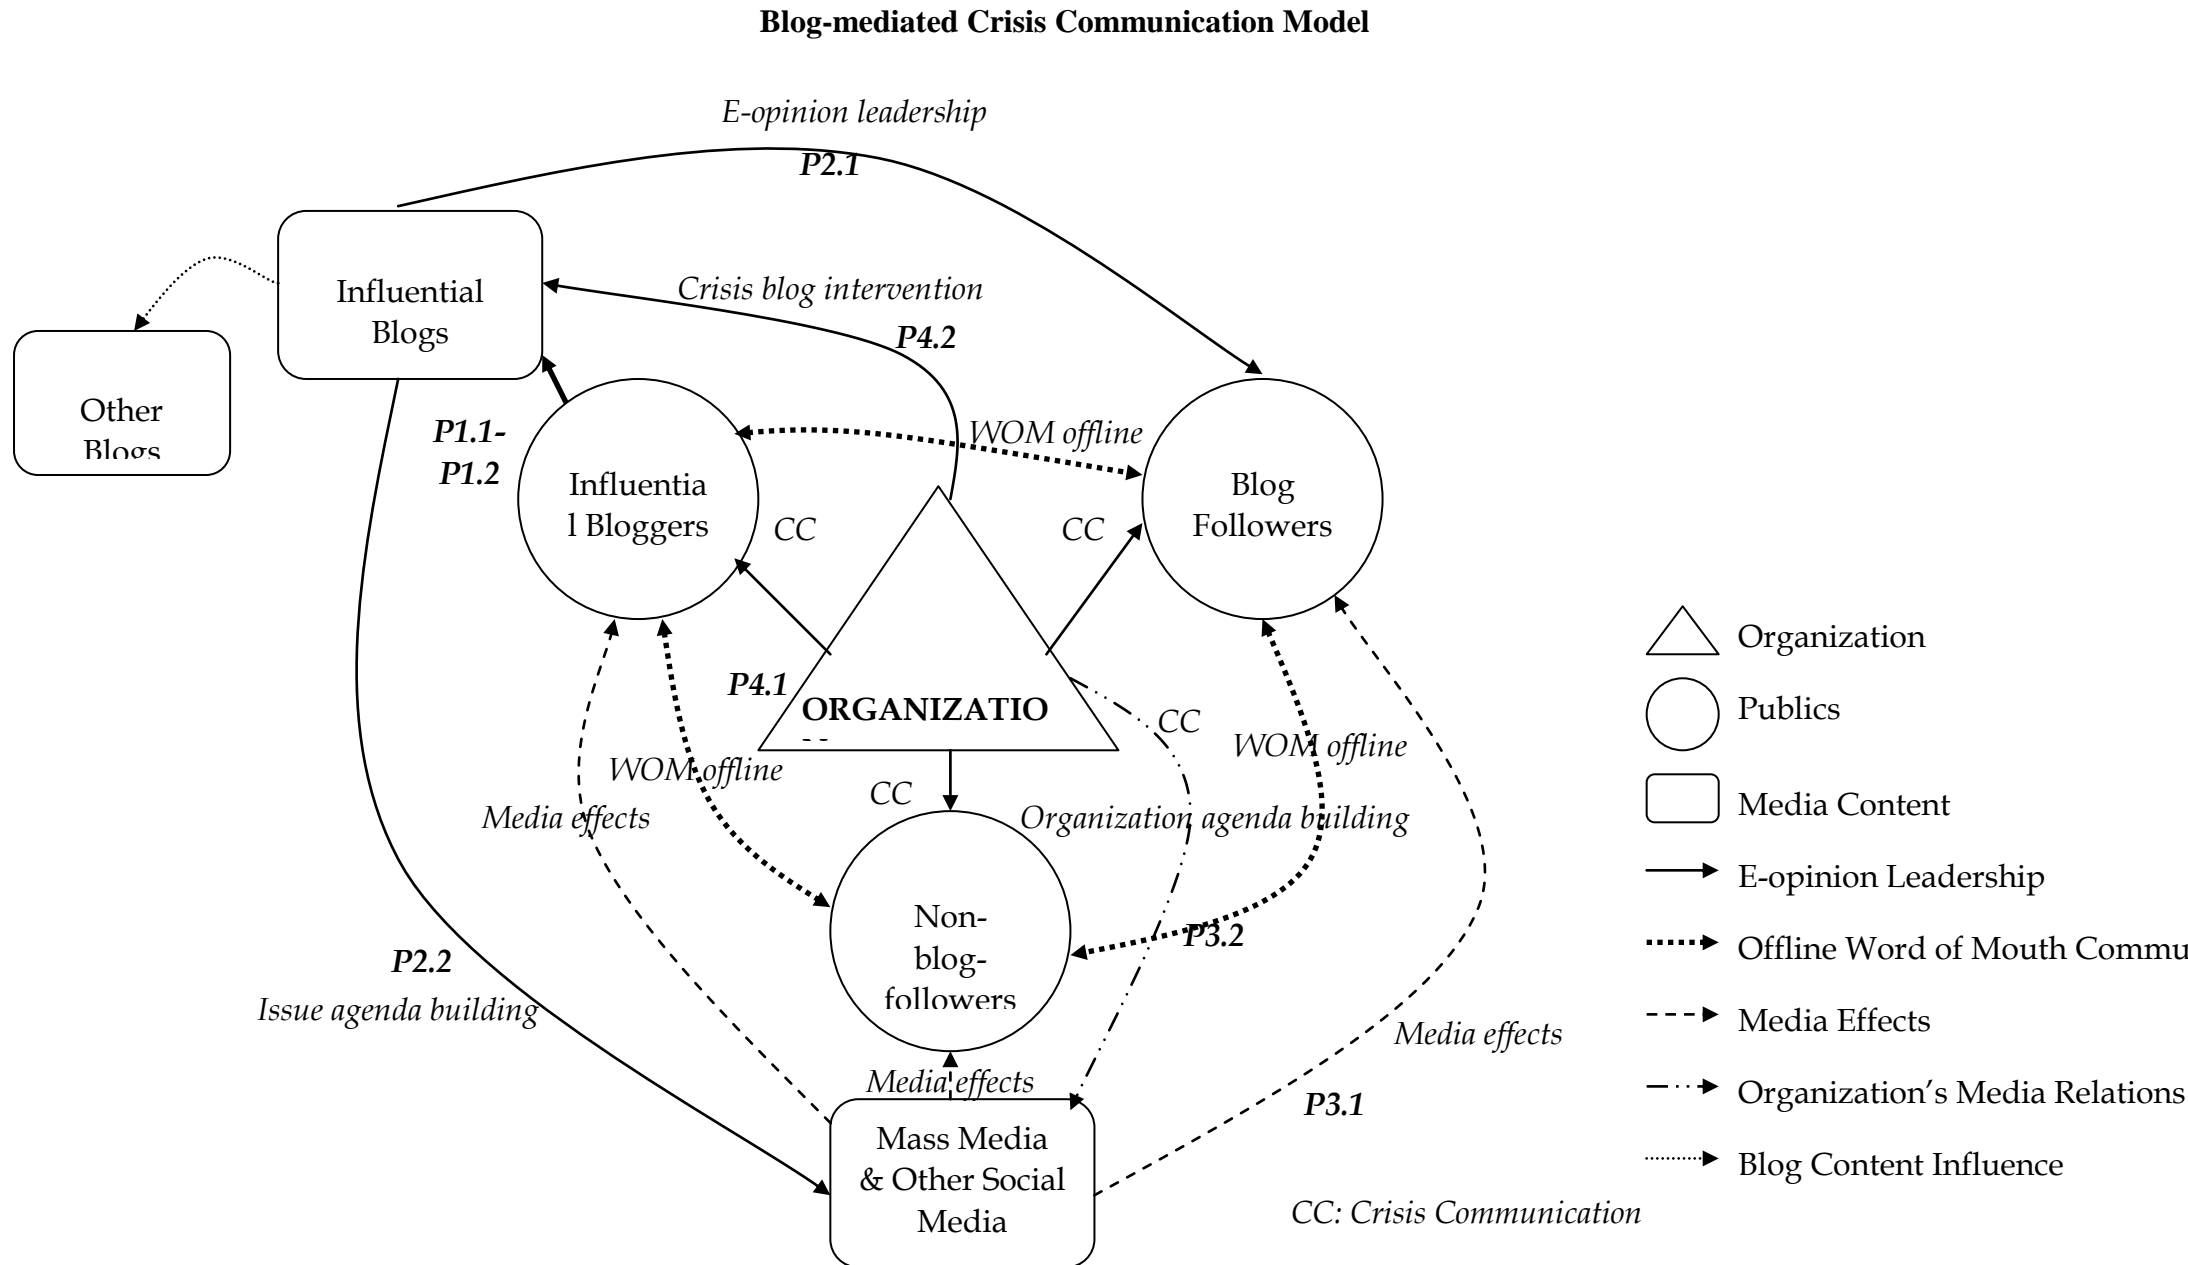 Blog-mediated Crisis Communication Model
E-opinion leadership
P2.1
Influential
Blogs
Crisis blog intervention
P4.2
Other
Blogs
P1.1-
P1.2
WOM offline
Influentia
l Bloggers
Blog
Followers
CC
CC
Organization
P4.1
ORGANIZATIO
CC
Publics
WOM offline
WOM offline
CC
Media effects
Organization agenda building
Media Content
E-opinion Leadership
Non-
blog-
followers
P3.2
Offline Word of Mouth Commu
P2.2
Issue agenda building
Media Effects
Media effects
Media effects
P3.1
Organization’s Media Relations
Mass Media
& Other Social
Media
Blog Content Influence
CC: Crisis Communication